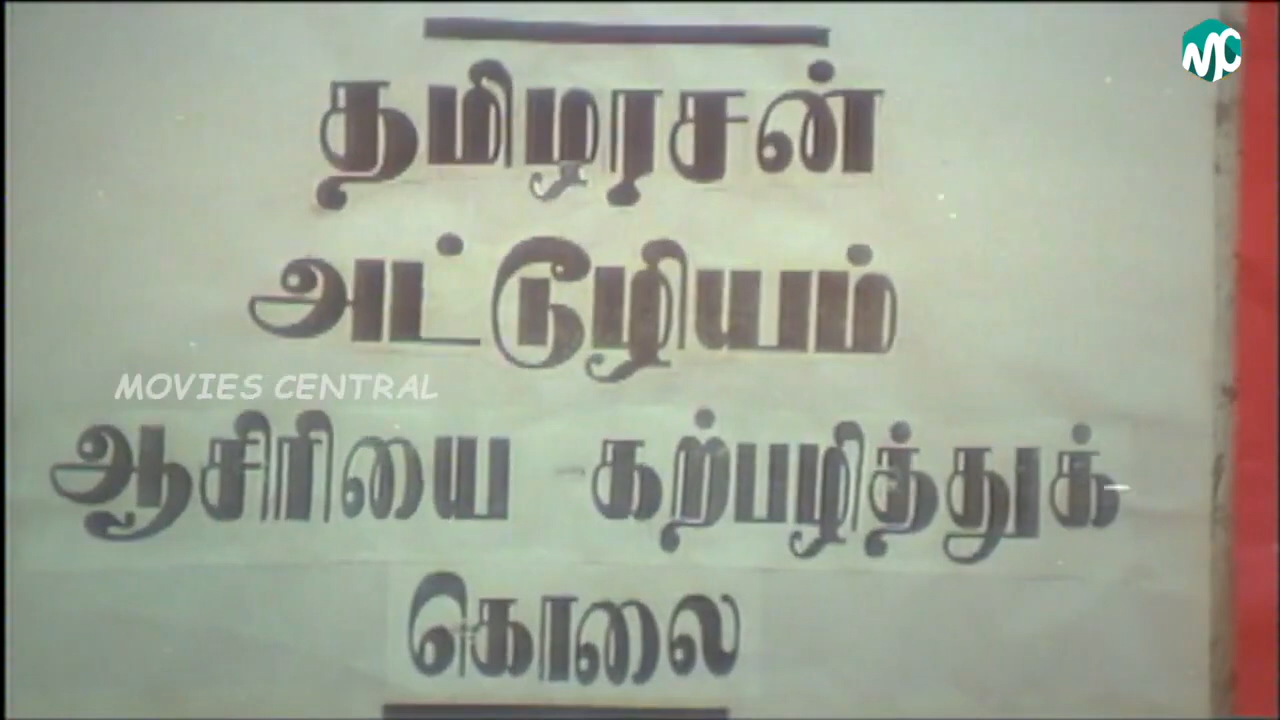 MC
தமிழரசன்
அட்டூழியம்
MOVIES CENTRAL
ஆசிரியை கற்பழித்துக்
கொலை